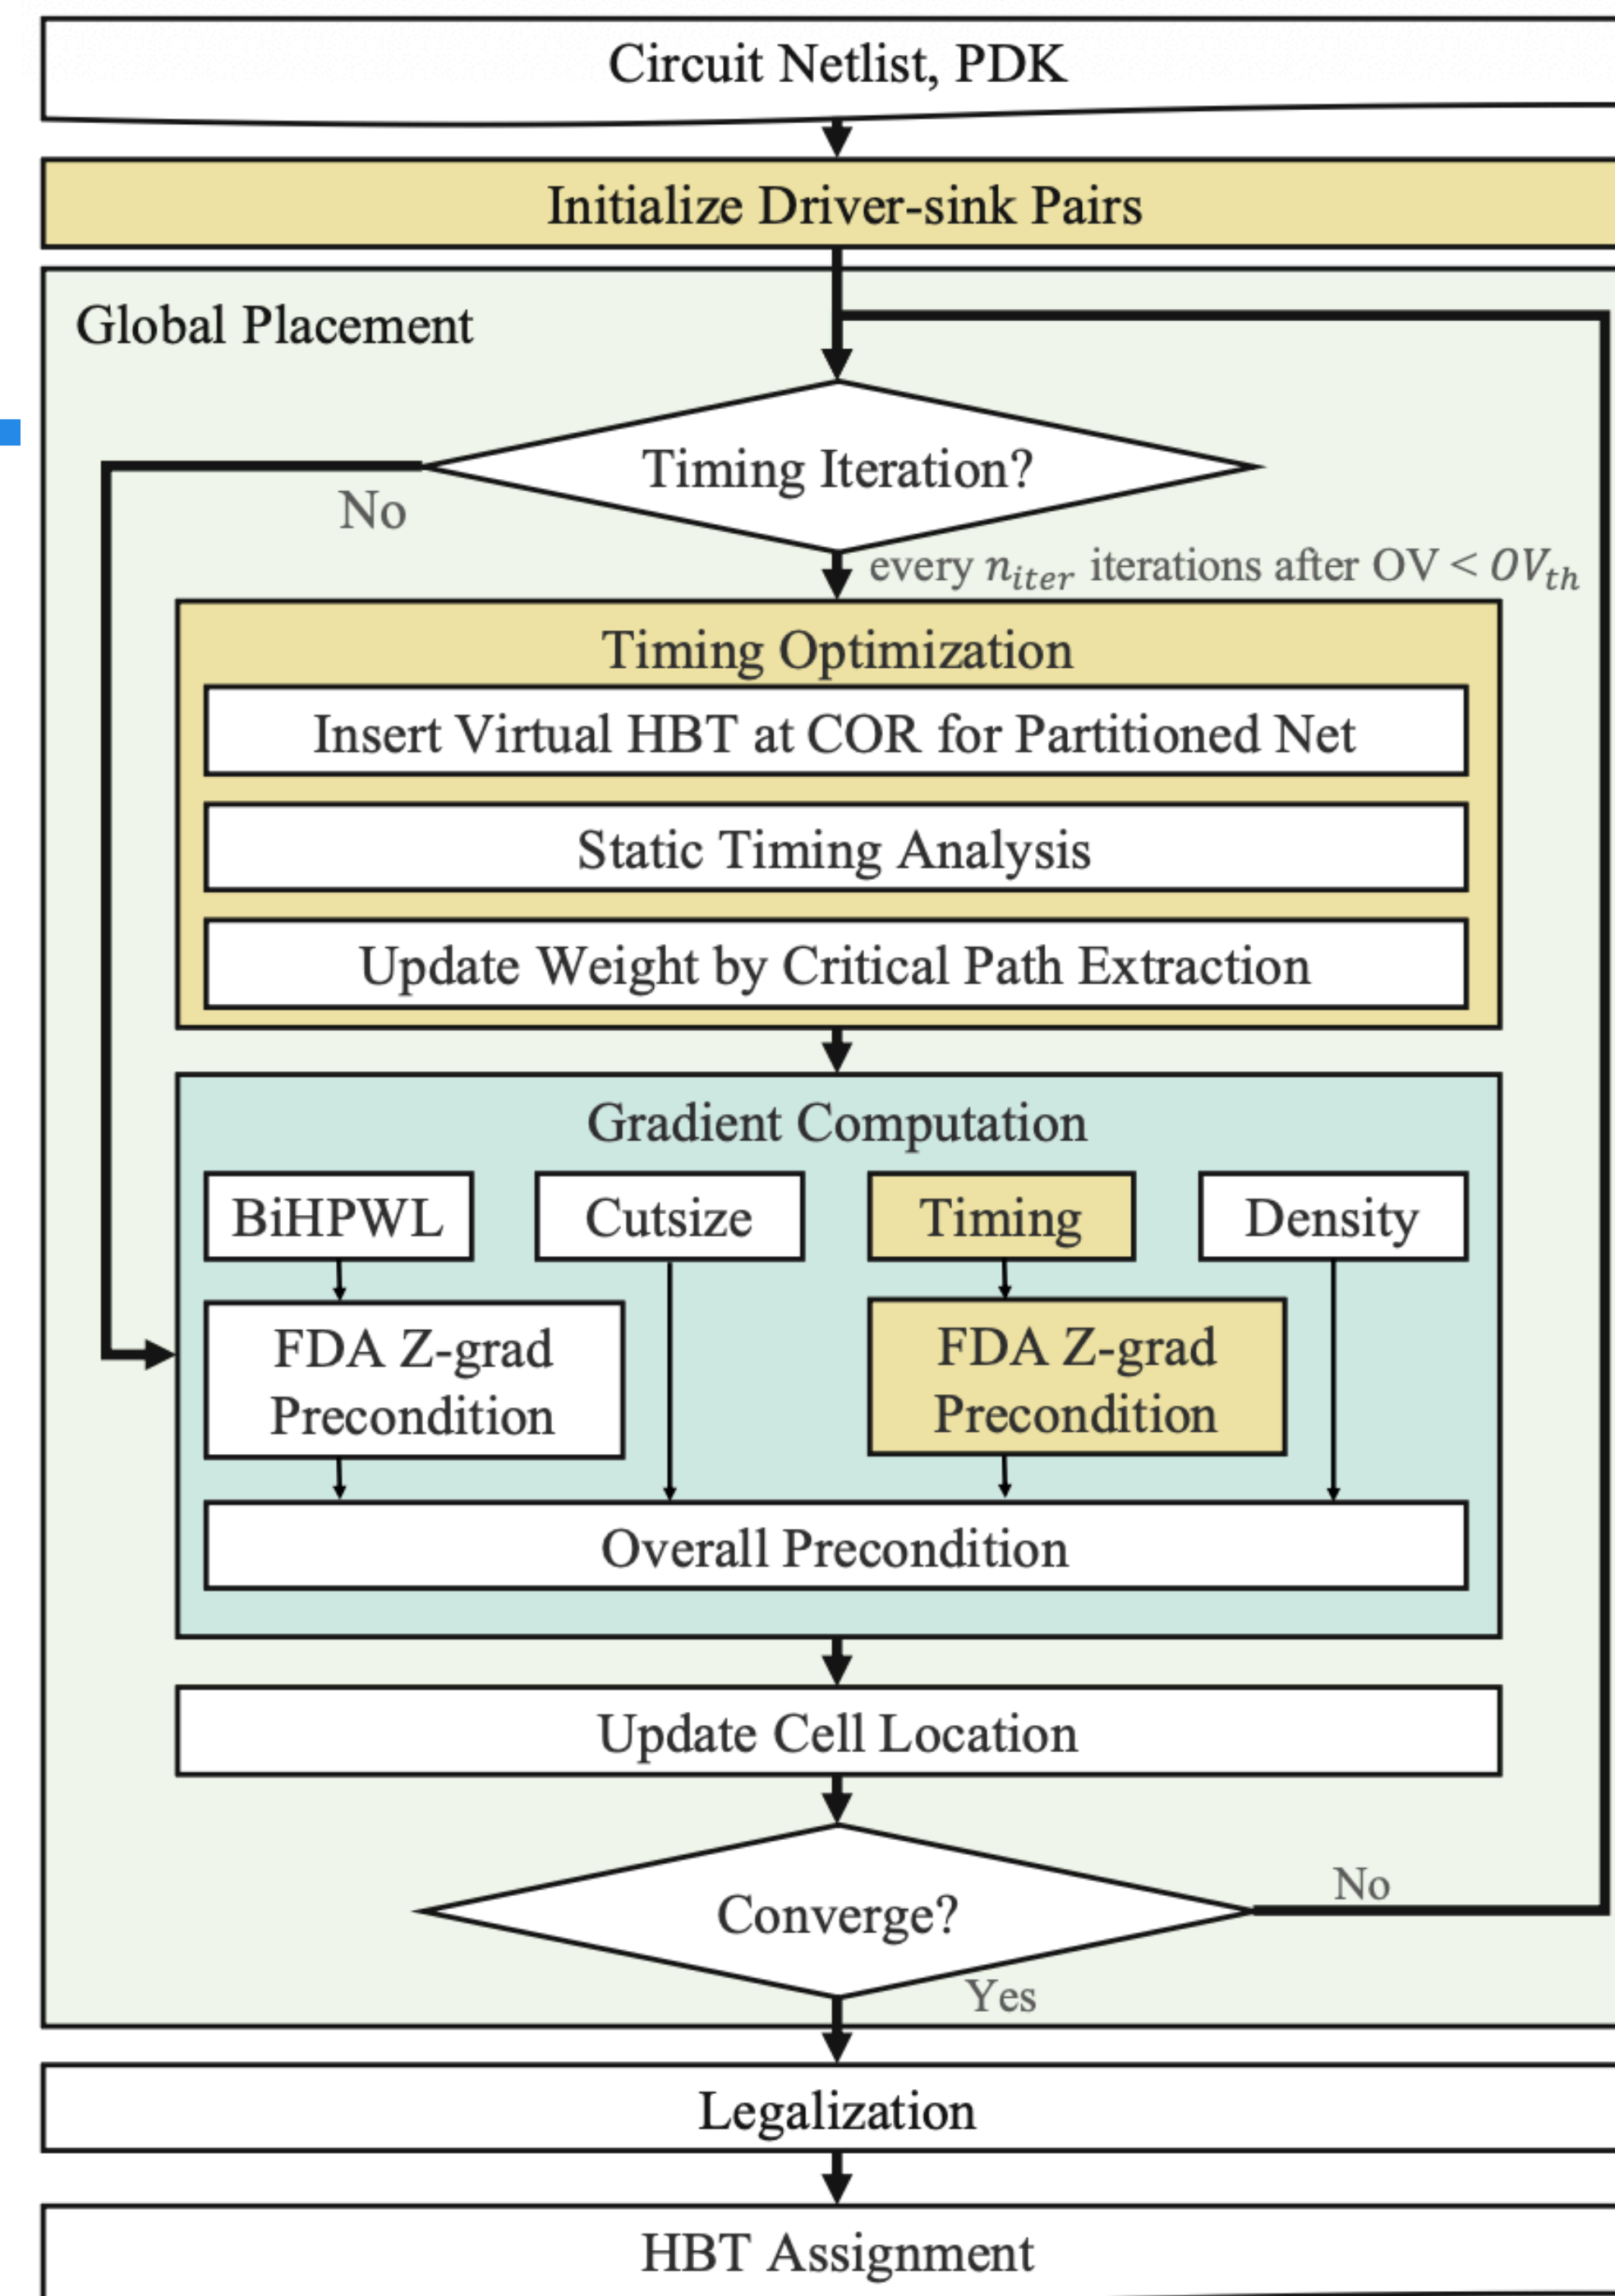 Circuit Netlist, PDK
Initialize Driver-sink Pairs
Global Placement
Timing Iteration?
No
every n_iter iterations after OV < OV_th
Timing Optimization
Insert Virtual HBT at COR for Partitioned Net
Static Timing Analysis
Update Weight by Critical Path Extraction
Gradient Computation
BiHPWL
Cutsize
Timing
Density
FDA Z-grad
Precondition
FDA Z-grad
Precondition
Overall Precondition
Update Cell Location
Converge?
No
Yes
Legalization
HBT Assignment